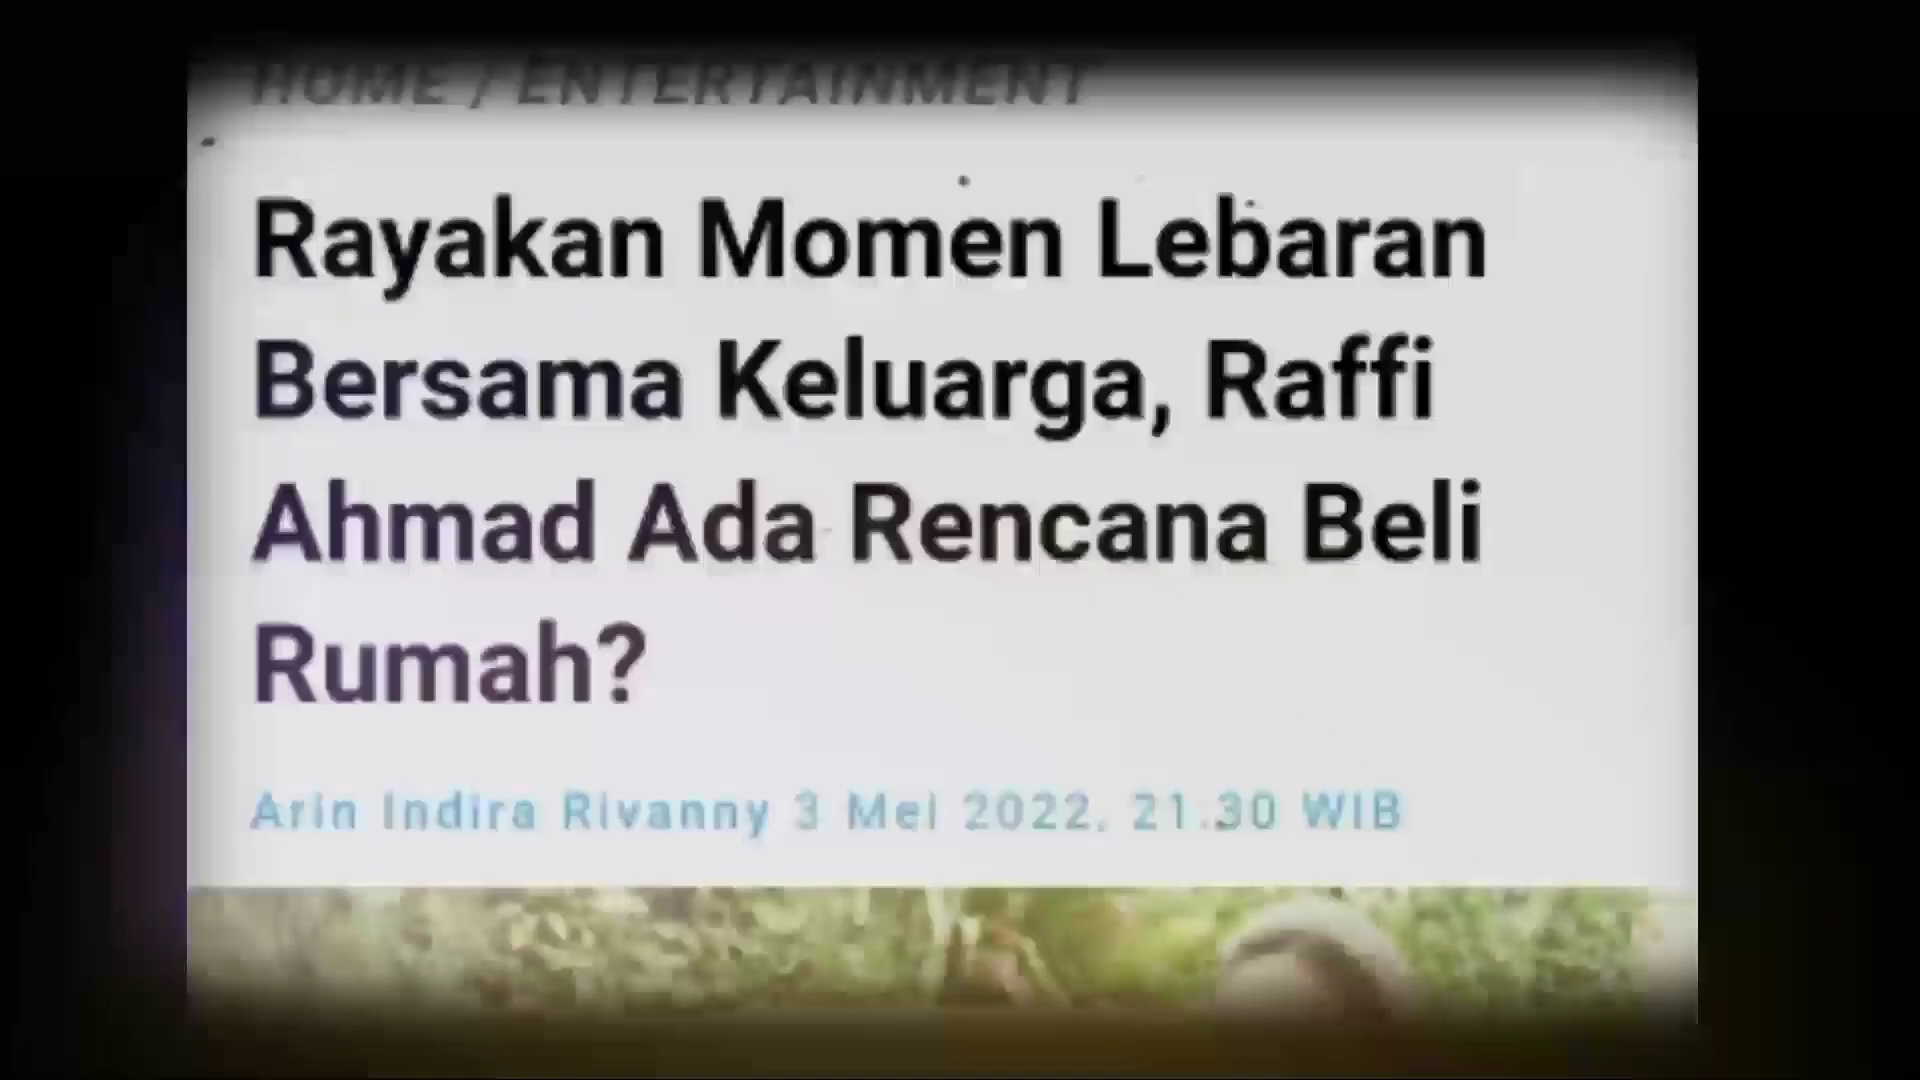 HOME / ENTERTAINMENT
Rayakan Momen Lebaran
Bersama Keluarga, Raffi
Ahmad Ada Rencana Beli
Rumah?
Arin Indira Rivanny 3 Mei 2022, 21:30 WIB